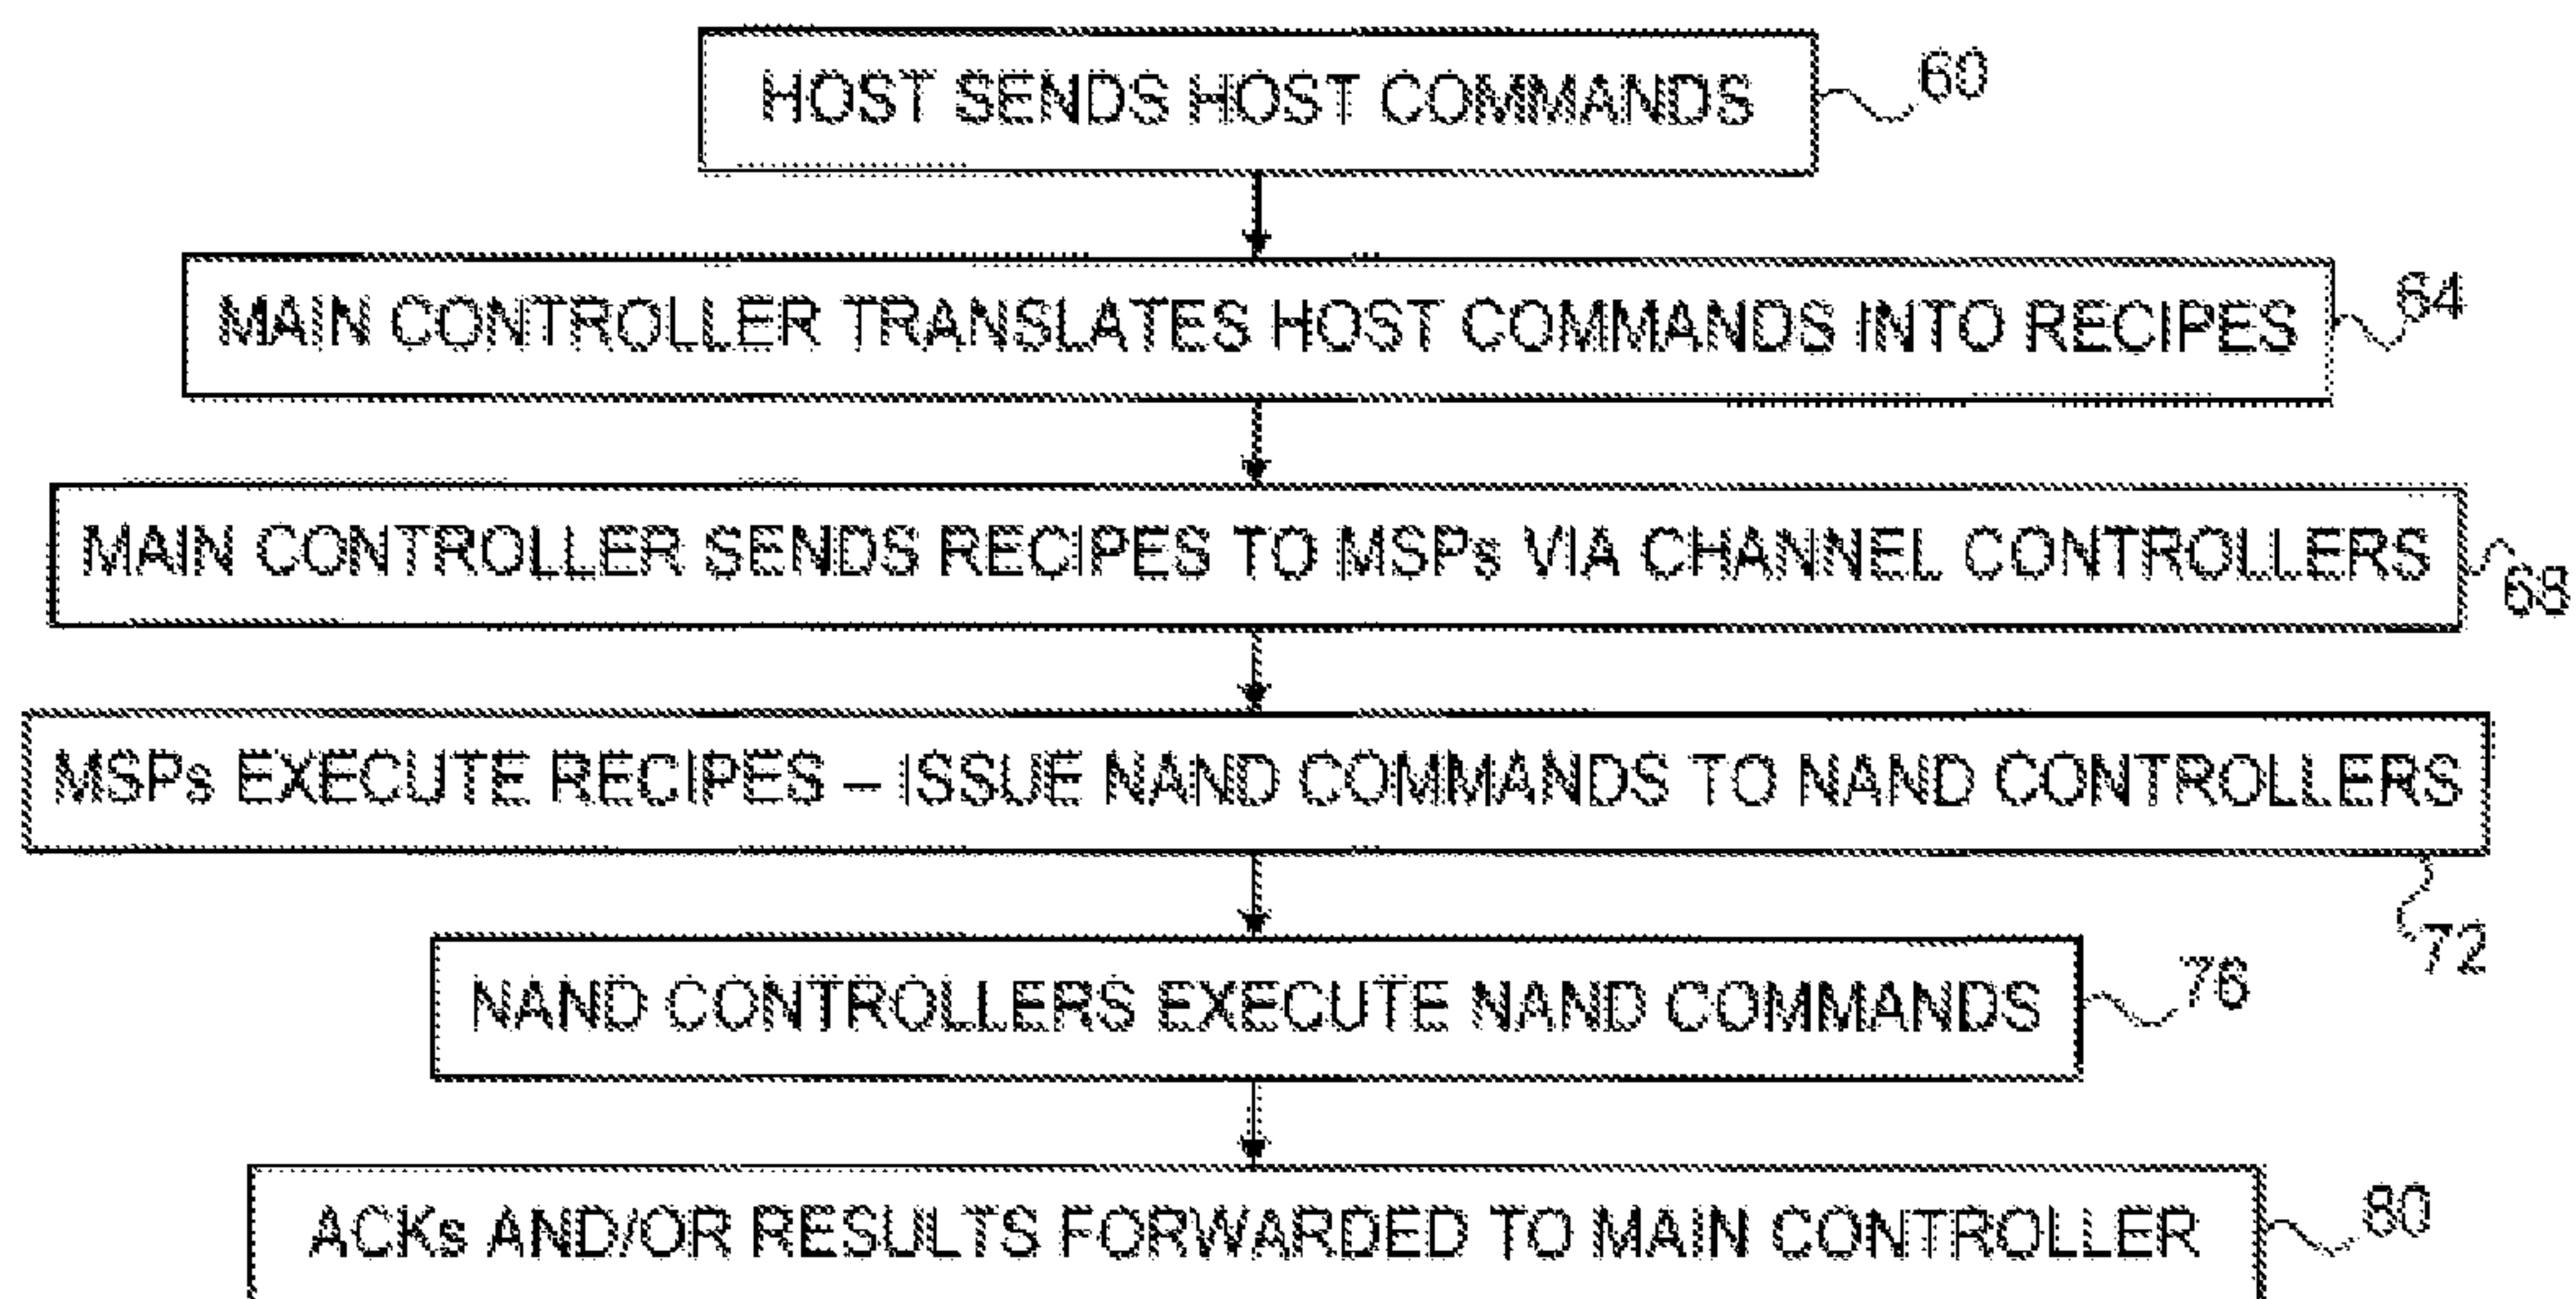 HOST SENDS HOST COMMANDS
60
MAIN CONTROLLER TRANSLATES HOST COMMANDS INTO RECIPES
64
MAIN CONTROLLER SENDS RECIPES TO MSPs VIA CHANNEL CONTROLLERS
68
MSPs EXECUTE RECIPES – ISSUE NAND COMMANDS TO NAND CONTROLLERS
72
NAND CONTROLLERS EXECUTE NAND COMMANDS
76
ACKs AND/OR RESULTS FORWARDED TO MAIN CONTROLLER
80